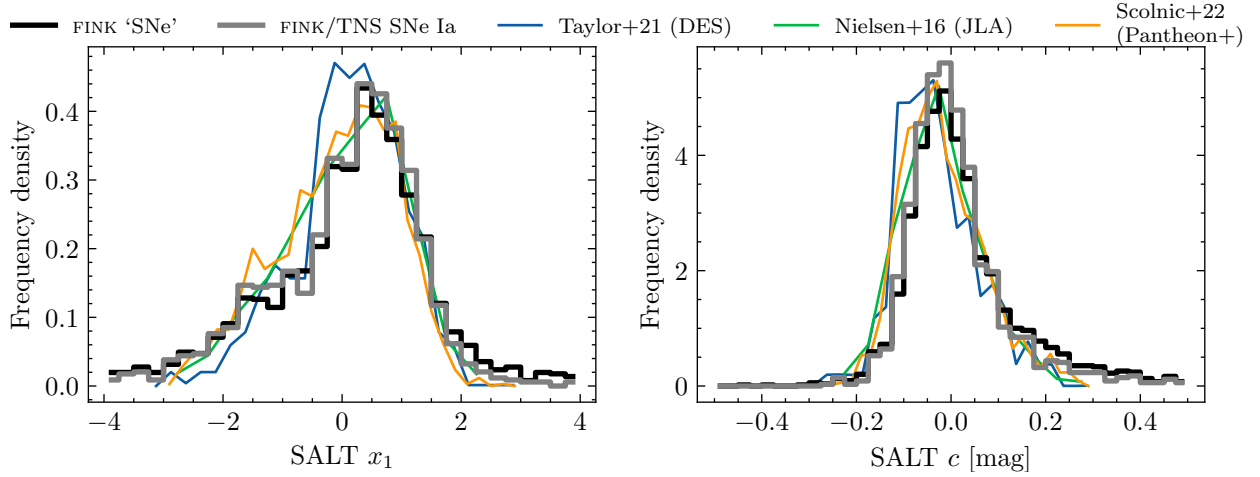 FINK ‘SNe’
FINK/TNS SNe Ia
Taylor+21 (DES)
Nielsen+16 (JLA)
Scolnic+22
(Pantheon+)
Frequency density
0.4
0.3
0.2
0.1
0.0
−4 −2 0 2 4
SALT x₁
Frequency density
4
2
0
−0.4 −0.2 0.0 0.2 0.4
SALT c [mag]